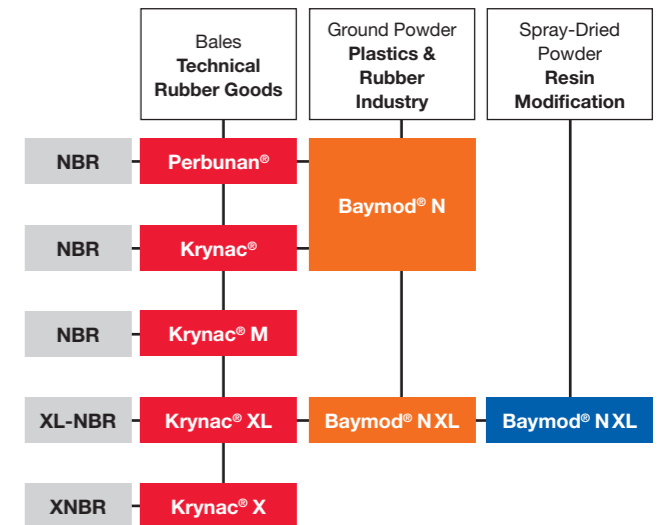 Bales
Technical
Rubber Goods
Ground Powder
Plastics &
Rubber
Industry
Spray-Dried
Powder
Resin
Modification
NBR
Perbunan®
Baymod® N
NBR
Krynac®
NBR
Krynac® M
XL-NBR
Krynac® XL
Baymod® N XL
Baymod® N XL
XNBR
Krynac® X